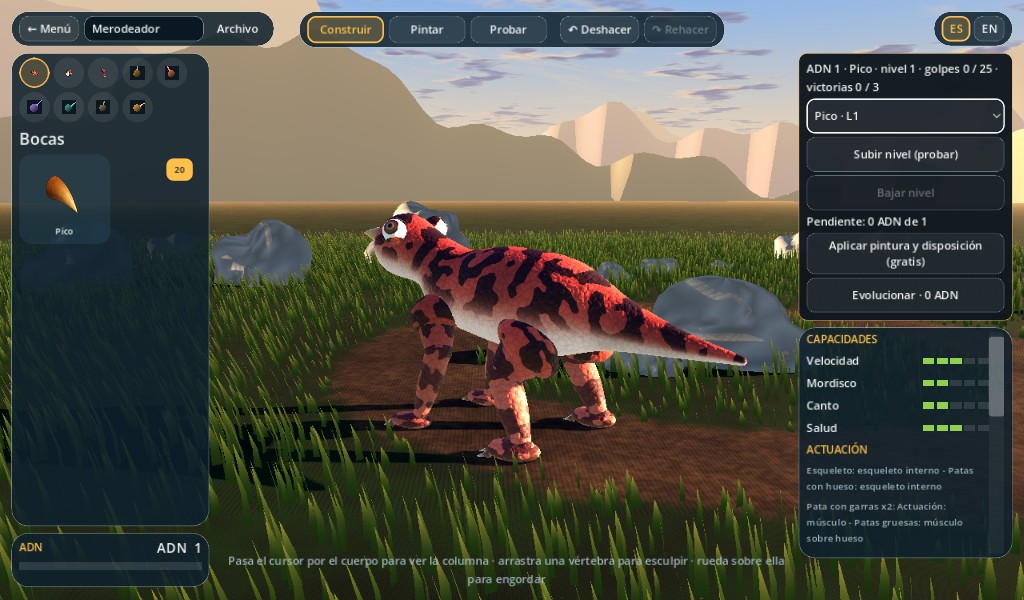 ← Menú
Merodeador
Archivo
Construir
Pintar
Probar
↶ Deshacer
↷ Rehacer
ES
EN
Bocas
20
Pico
ADN
ADN 1
ADN 1 · Pico · nivel 1 · golpes 0 / 25 ·
victorias 0 / 3
Pico · L1
Subir nivel (probar)
Bajar nivel
Pendiente: 0 ADN de 1
Aplicar pintura y disposición
(gratis)
Evolucionar · 0 ADN
CAPACIDADES
Velocidad
Mordisco
Canto
Salud
ACTUACIÓN
Esqueleto: esqueleto interno - Patas
con hueso: esqueleto interno
Pata con garras x2: Actuación:
músculo - Patas gruesas: músculo
sobre hueso
Pasa el cursor por el cuerpo para ver la columna · arrastra una vértebra para esculpir · rueda sobre ella
para engordar